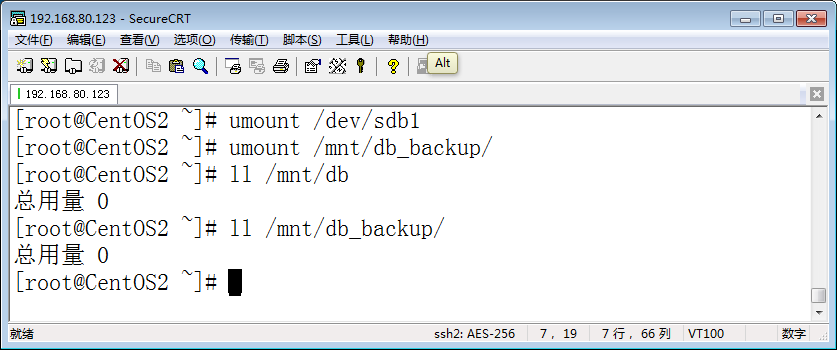 192.168.80.123 - SecureCRT
文件(F) 编辑(E) 查看(V) 选项(O) 传输(T) 脚本(S) 工具(L) 帮助(H)
Alt
192.168.80.123
[root@CentOS2 ~]# umount /dev/sdb1
[root@CentOS2 ~]# umount /mnt/db_backup/
[root@CentOS2 ~]# ll /mnt/db
总用量 0
[root@CentOS2 ~]# ll /mnt/db_backup/
总用量 0
[root@CentOS2 ~]#
就绪 ssh2: AES-256 7, 19 7 行, 66 列 VT100 数字